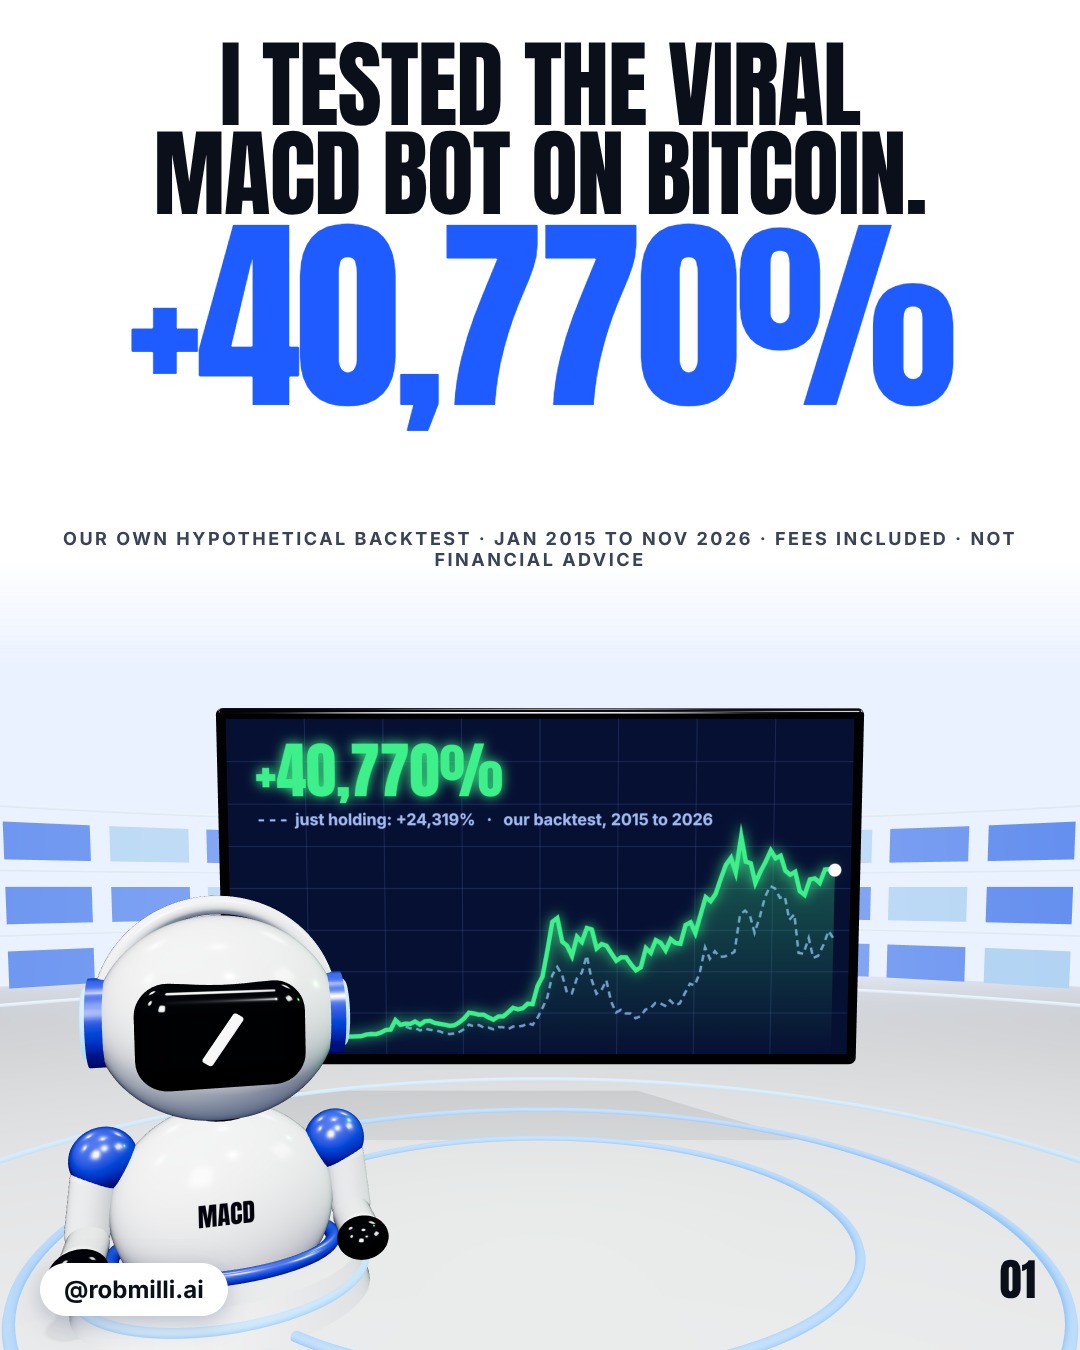 I TESTED THE VIRAL
MACD BOT ON BITCOIN.
+40,770%
OUR OWN HYPOTHETICAL BACKTEST · JAN 2015 TO NOV 2026 · FEES INCLUDED · NOT
FINANCIAL ADVICE
+40,770%
--- just holding: +24,319% · our backtest, 2015 to 2026
MACD
@robmilli.ai
01